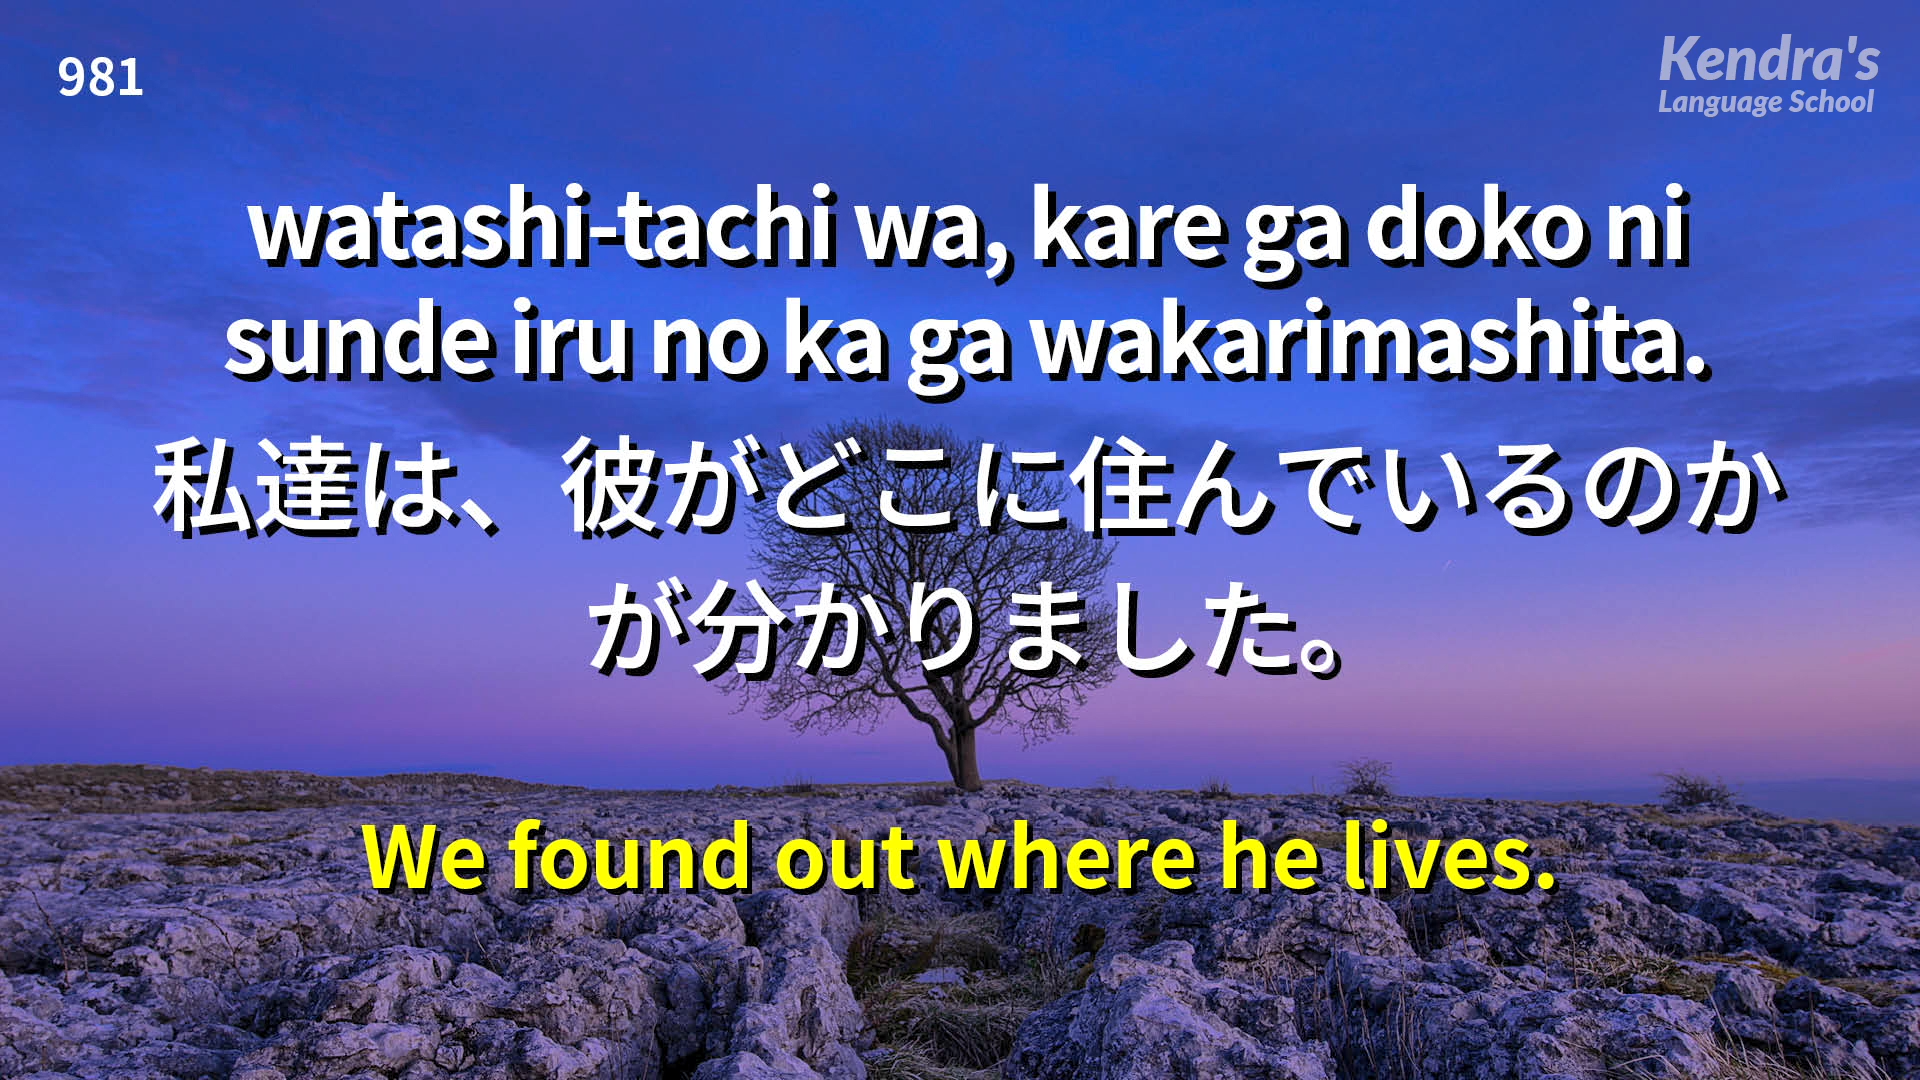 981
Kendra's
Language School
watashi-tachi wa, kare ga doko ni
sunde iru no ka ga wakarimashita.
私達は、彼がどこに住んでいるのか
が分かりました。
We found out where he lives.